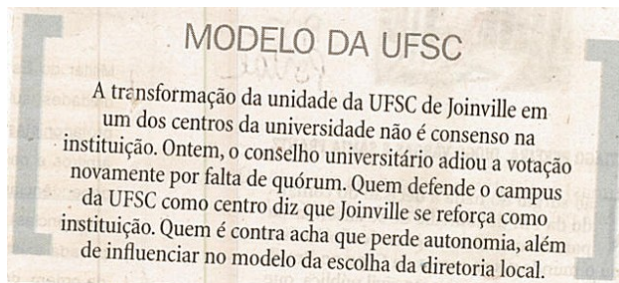 MODELO DA UFSC
A transformação da unidade da UFSC de Joinville em
um dos centros da universidade não é consenso na
instituição. Ontem, o conselho universitário adiou a votação
novamente por falta de quórum. Quem defende o campus
da UFSC como centro diz que Joinville se reforça como
instituição. Quem é contra acha que perde autonomia, além
de influenciar no modelo da escolha da diretoria local.